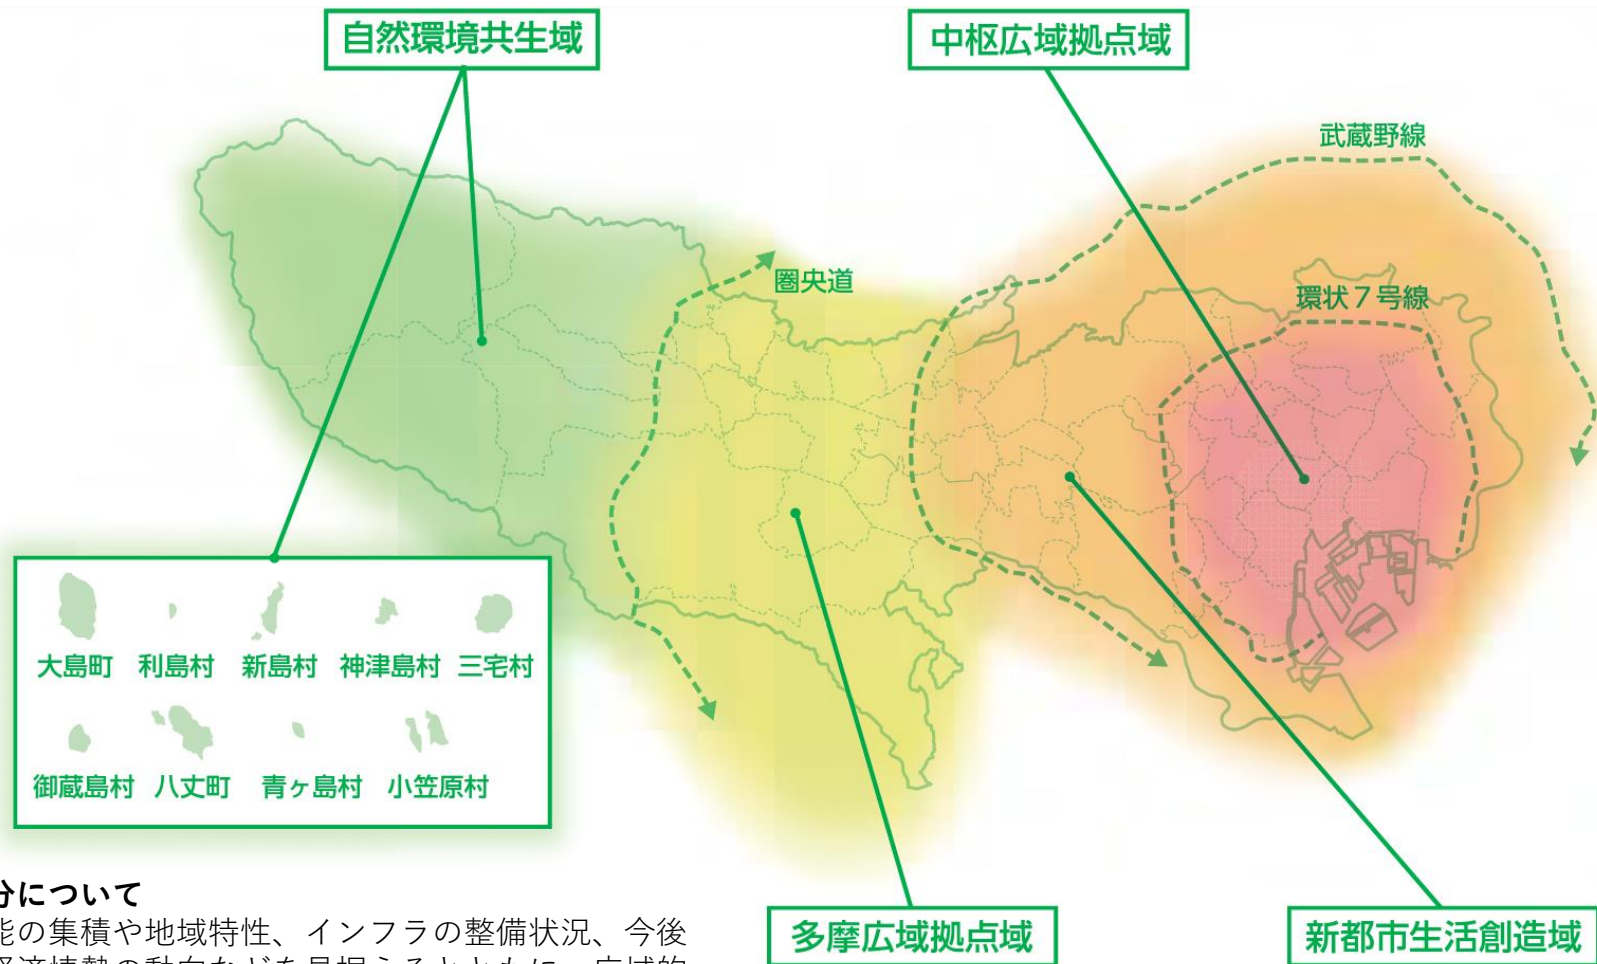 自然環境共生域
中枢広域拠点域
武蔵野線
圏央道
環状7号線
大島町 利島村 新島村 神津島村 三宅村
御蔵島村 八丈町 青ヶ島村 小笠原村
分について
能の集積や地域特性、インフラの整備状況、今後
多摩広域拠点域
新都市生活創造域